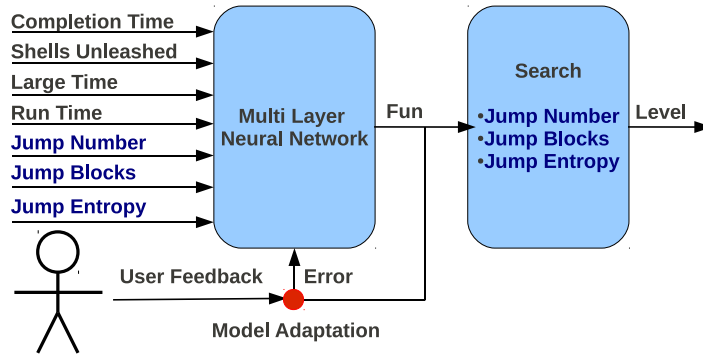 Completion Time
Shells Unleashed
Large Time
Run Time
Jump Number
Jump Blocks
Jump Entropy
Multi Layer
Neural Network
Fun
Search
•Jump Number
•Jump Blocks
•Jump Entropy
Level
User Feedback
Error
Model Adaptation